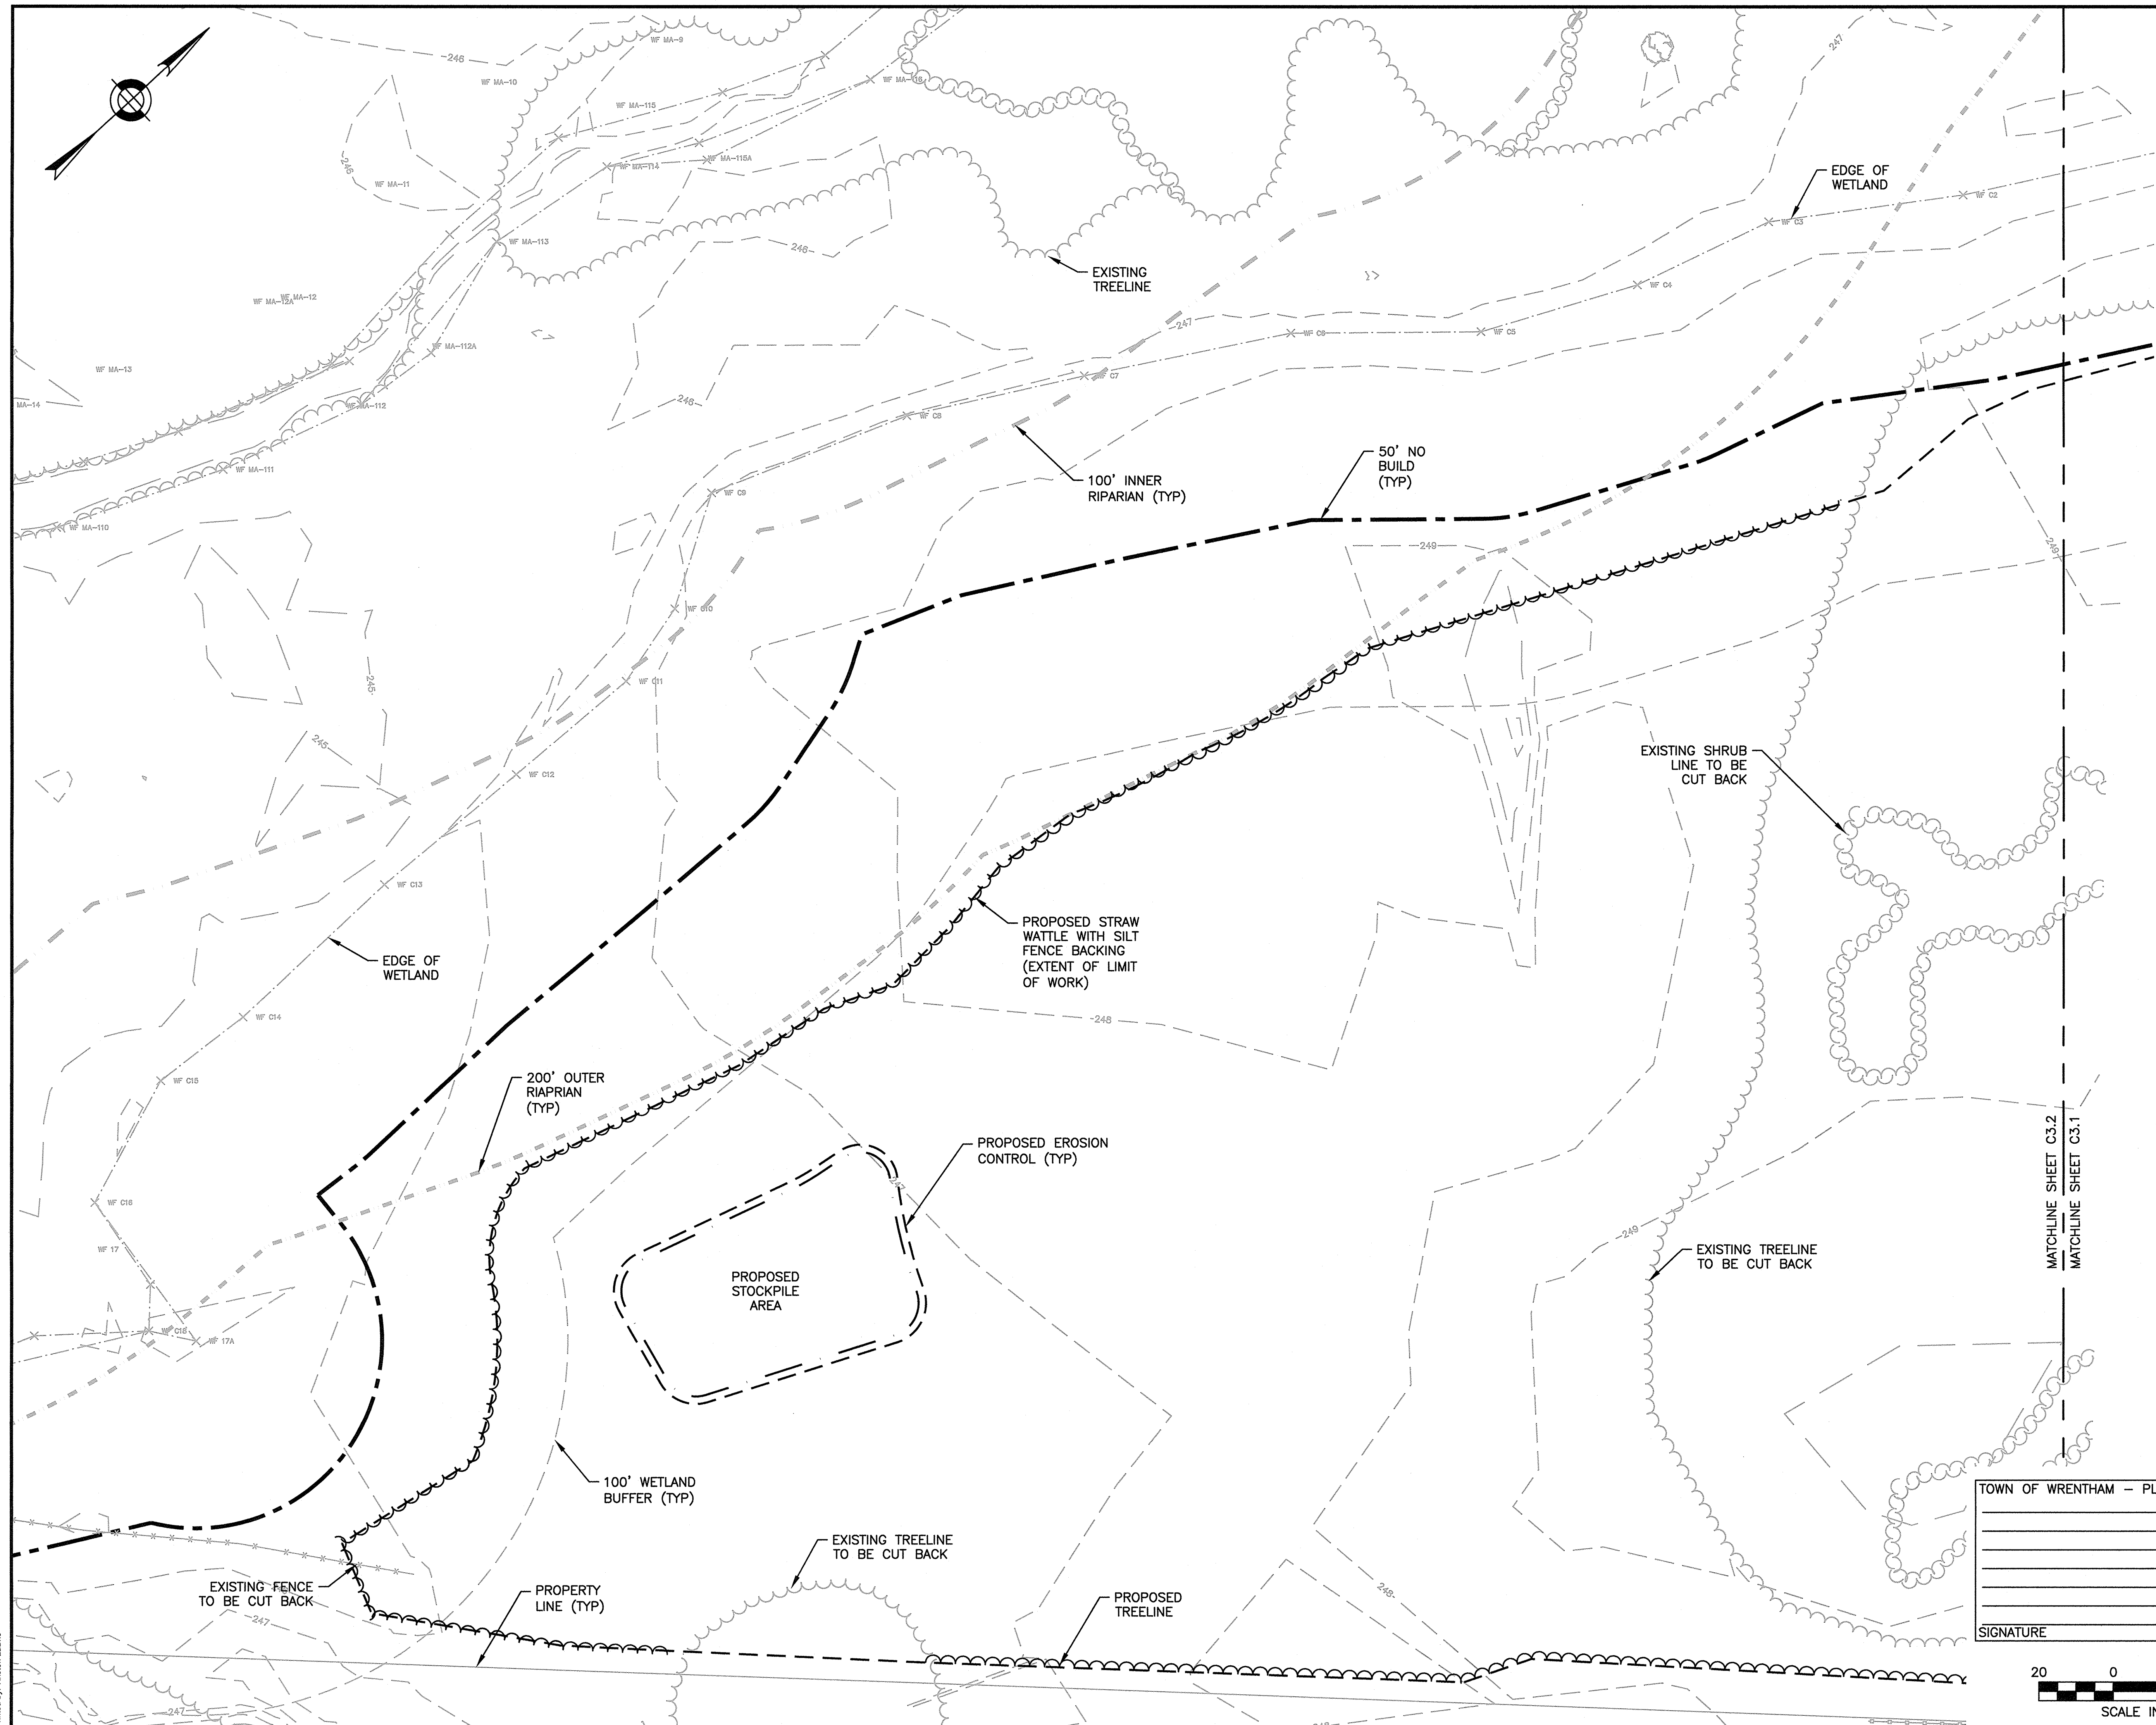 WF MA-9
246
WF MA-10
WF MA-16
247
WF MA-115
246
WF MA-115A
WF MA-114
WF MA-11
EDGE OF
WETLAND
WF C2
WF C3
WF MA-113
246
EXISTING
TREELINE
WF C4
WF MA-12
WF MA-12A
247
WF C6
WF C5
WF MA-112A
WF MA-13
WF C7
MA-14
WF MA-112
246
WF C8
50' NO
BUILD
(TYP)
WF MA-111
100' INNER
RIPARIAN (TYP)
WF C9
WF MA-110
249
249
WF C10
245
WF C11
245
EXISTING SHRUB
LINE TO BE
CUT BACK
WF C12
WF C13
PROPOSED STRAW
WATTLE WITH SILT
FENCE BACKING
(EXTENT OF LIMIT
OF WORK)
EDGE OF
WETLAND
WF C14
248
WF C15
200' OUTER
RIAPRIAN
(TYP)
PROPOSED EROSION
CONTROL (TYP)
MATCHLINE SHEET C3.2
MATCHLINE SHEET C3.1
247
WF C16
WF 17
249
EXISTING TREELINE
TO BE CUT BACK
PROPOSED
STOCKPILE
AREA
WF C18
WF 17A
100' WETLAND
BUFFER (TYP)
TOWN OF WRENTHAM - PL
EXISTING TREELINE
TO BE CUT BACK
EXISTING FENCE
TO BE CUT BACK
PROPERTY
LINE (TYP)
PROPOSED
TREELINE
248
247
SIGNATURE
20 0
247
SCALE IN